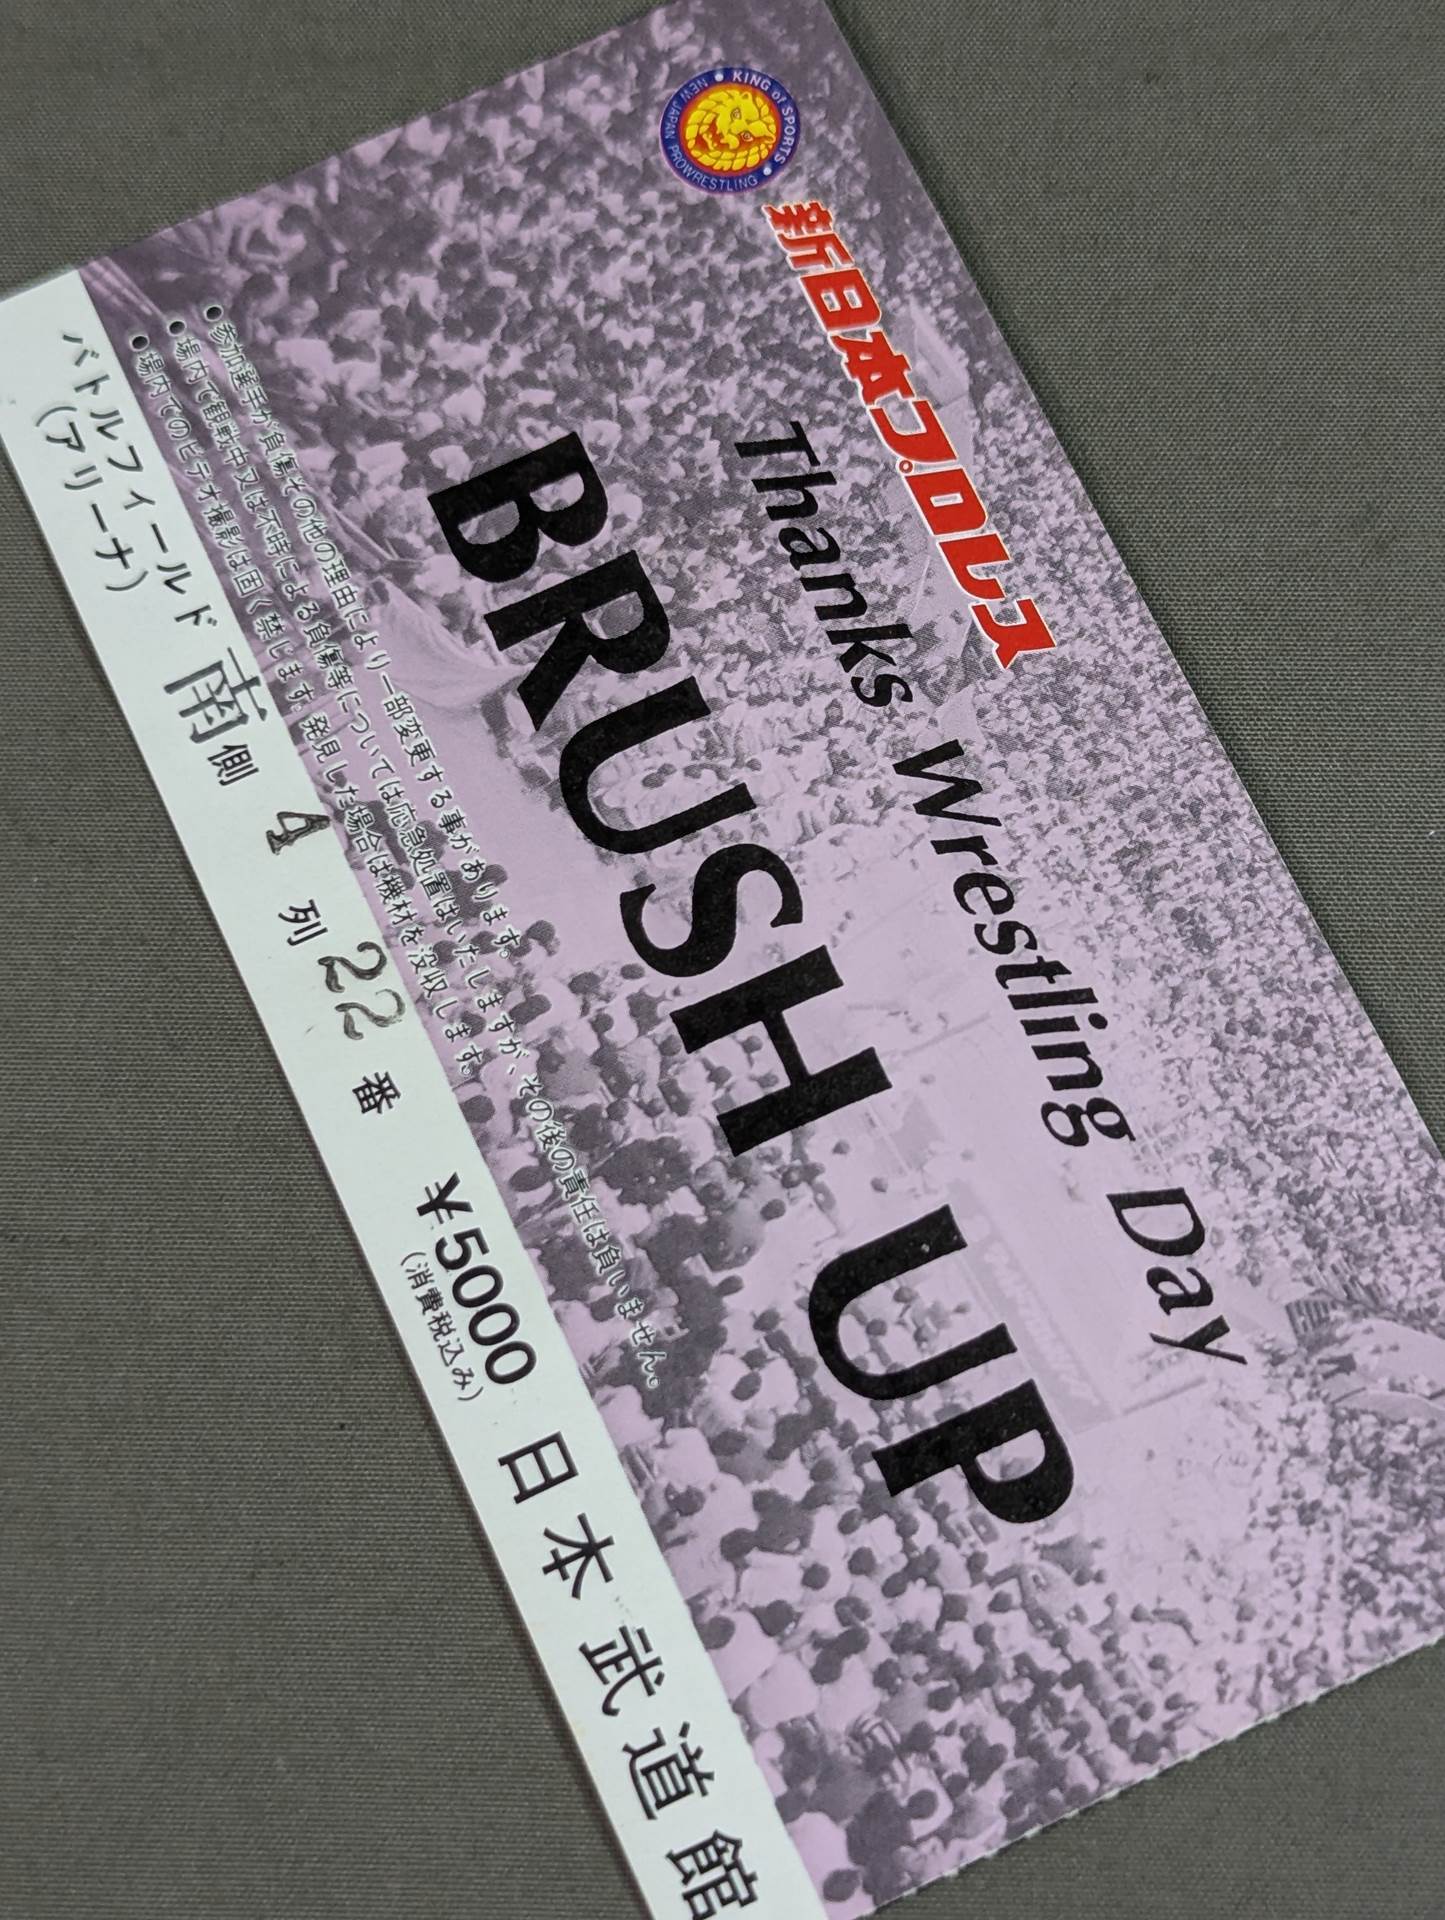 KING of SPORTS
NEW JAPAN PROWRESTLING
新日本プロレス
Thanks Wrestling Day
BRUSH UP
●参加選手が負傷その他の理由により一部変更する事があります。
●場内で観戦中又は不時による負傷等については応急処置はいたしますが、その後の責任は負いません。
●場内でのビデオ撮影は固く禁じます。発見した場合は機材を没収します。
バトルフィールド 南側 4 列 22 番 ¥5000 日本武道館
(アリーナ)
(消費税込み)